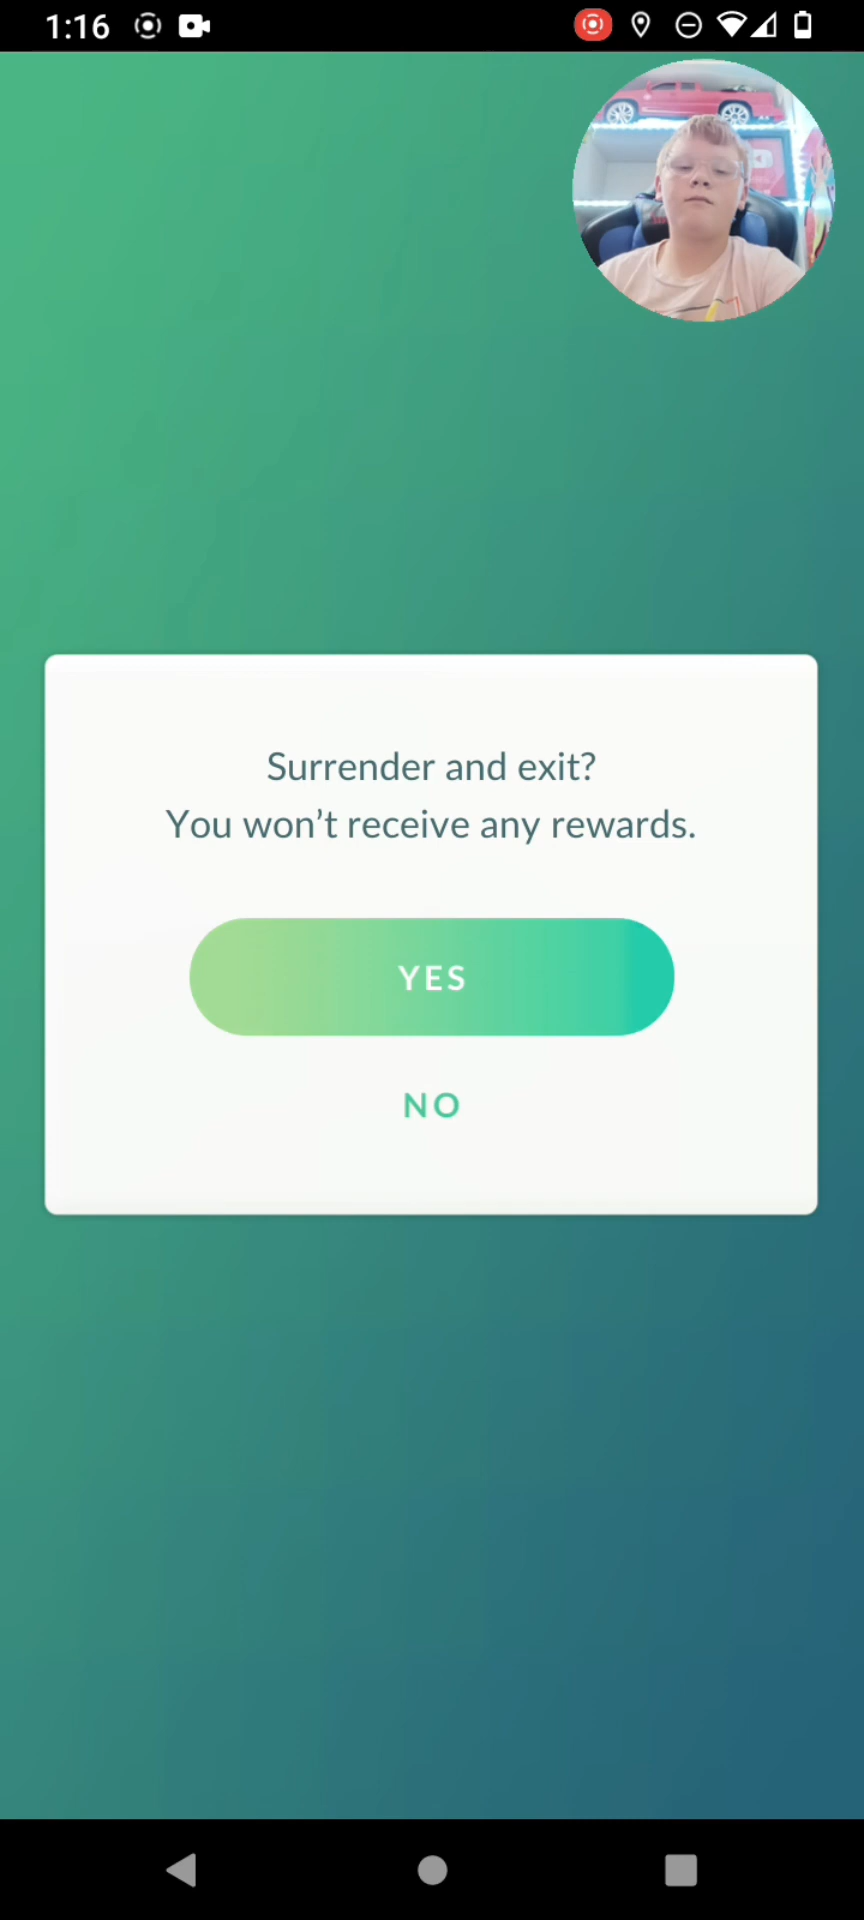 1:16
Surrender and exit?
You won’t receive any rewards.
YES
NO